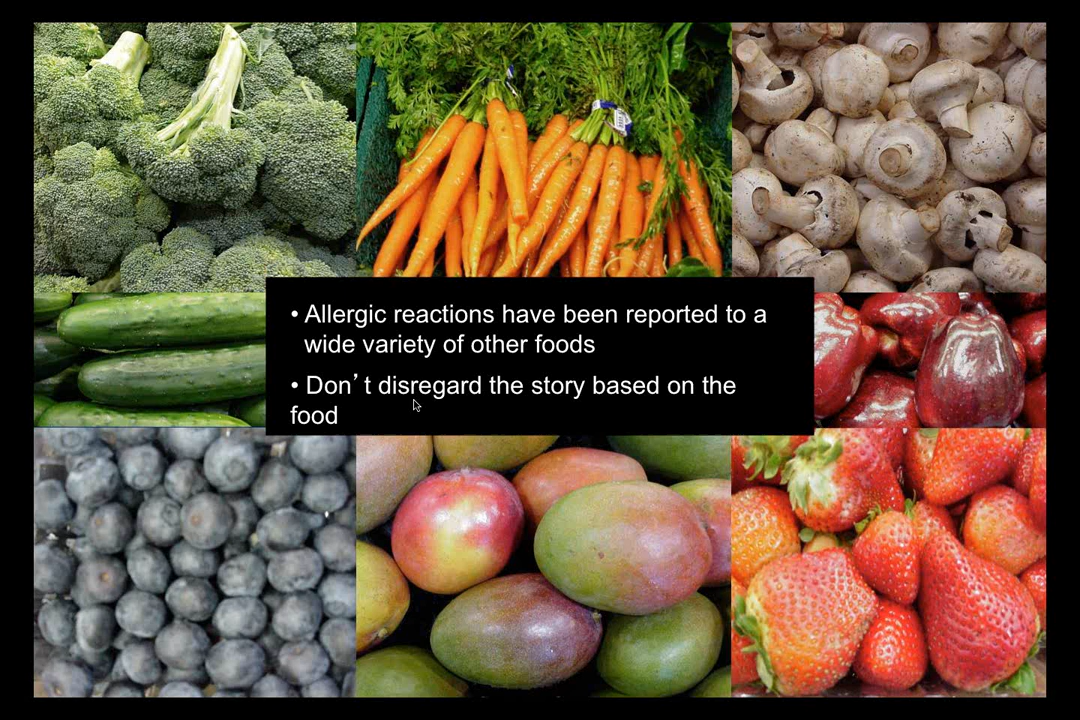 • Allergic reactions have been reported to a
wide variety of other foods
• Don’t disregard the story based on the
food